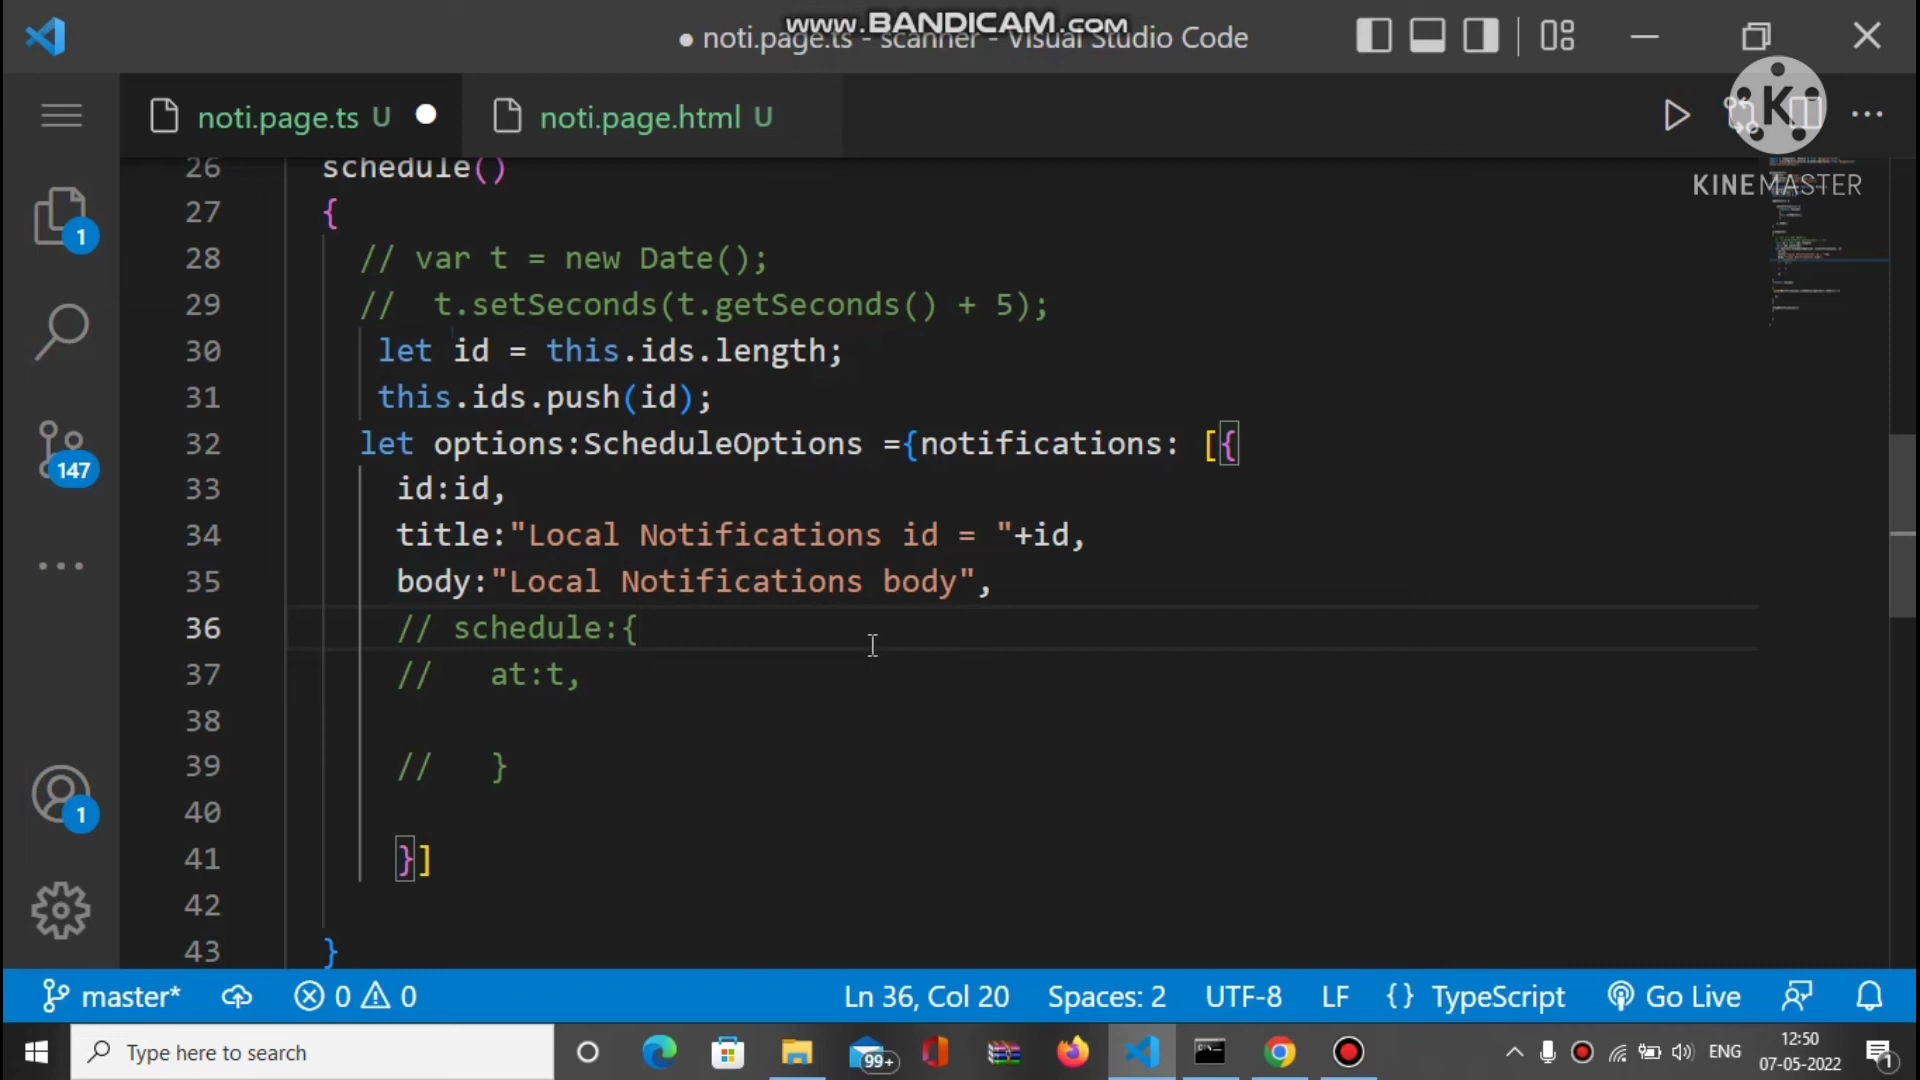 www.BANDICAM.com
● noti.page.ts - scanner - Visual Studio Code
noti.page.ts U
noti.page.html U
K
KINEMASTER
26 schedule()
27 {
28 // var t = new Date();
29 //  t.setSeconds(t.getSeconds() + 5);
30 let id = this.ids.length;
31 this.ids.push(id);
32 let options:ScheduleOptions ={notifications: [{
33 id:id,
34 title:"Local Notifications id = "+id,
35 body:"Local Notifications body",
36 // schedule:{
37 //   at:t,
38
39 //   }
40
41 }]
42
43 }
1
147
1
master*
0
0
Ln 36, Col 20
Spaces: 2
UTF-8
LF
{} TypeScript
Go Live
Type here to search
99+
ENG
12:50
07-05-2022
1